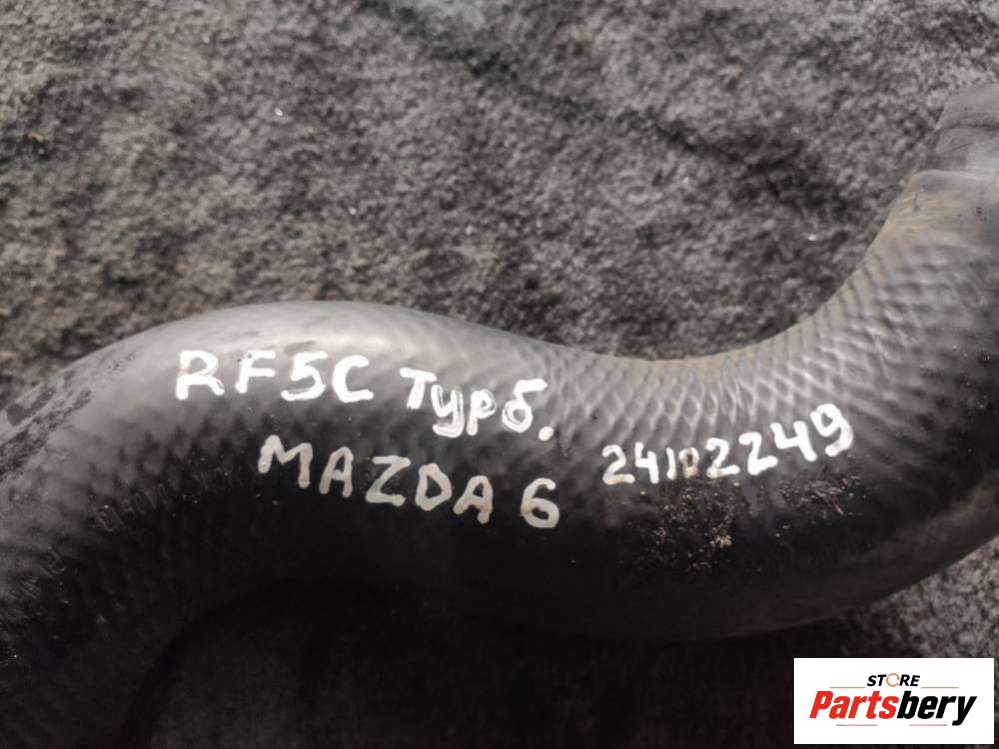 RF5C Турб.
MAZDA 6
24102249
STORE
Partsbery